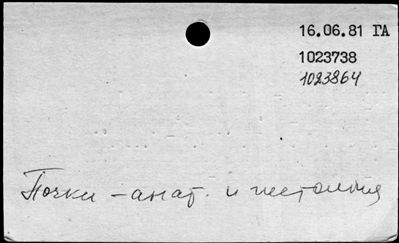 16.06.81 ГА
1023738
1023864
Почки – анат. и гистология